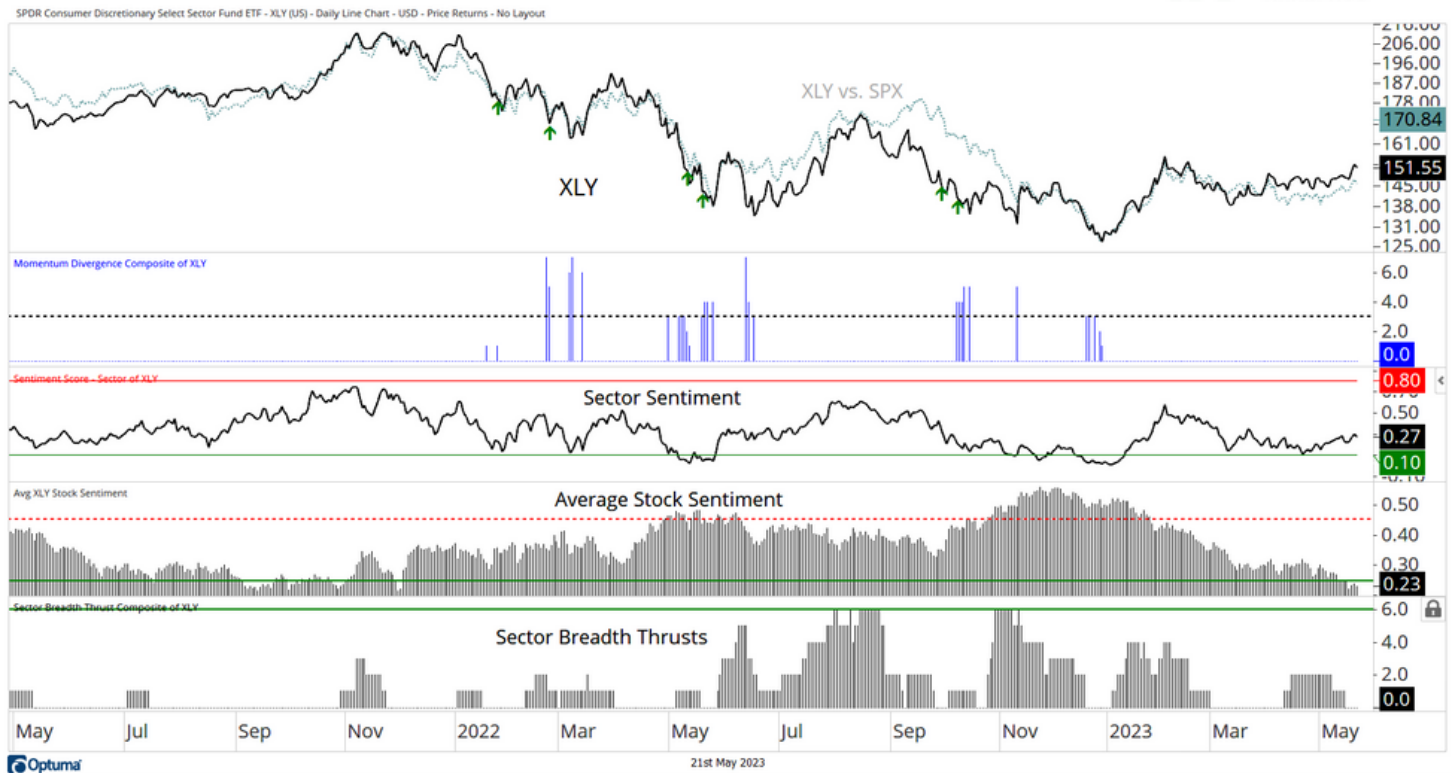 SPDR Consumer Discretionary Select Sector Fund ETF - XLY (US) - Daily Line Chart - USD - Price Returns - No Layout
216.00
206.00
196.00
187.00
178.00
170.84
161.00
151.55
145.00
138.00
131.00
125.00
XLY vs. SPX
XLY
Momentum Divergence Composite of XLY
6.0
4.0
2.0
0.0
Sentiment Score - Sector of XLY
Sector Sentiment
0.80
0.70
0.50
0.27
0.10
-0.10
Avg XLY Stock Sentiment
Average Stock Sentiment
0.50
0.40
0.30
0.23
Sector Breadth Thrust Composite of XLY
Sector Breadth Thrusts
6.0
4.0
2.0
0.0
May Jul Sep Nov 2022 Mar May Jul Sep Nov 2023 Mar May
Optuma
21st May 2023